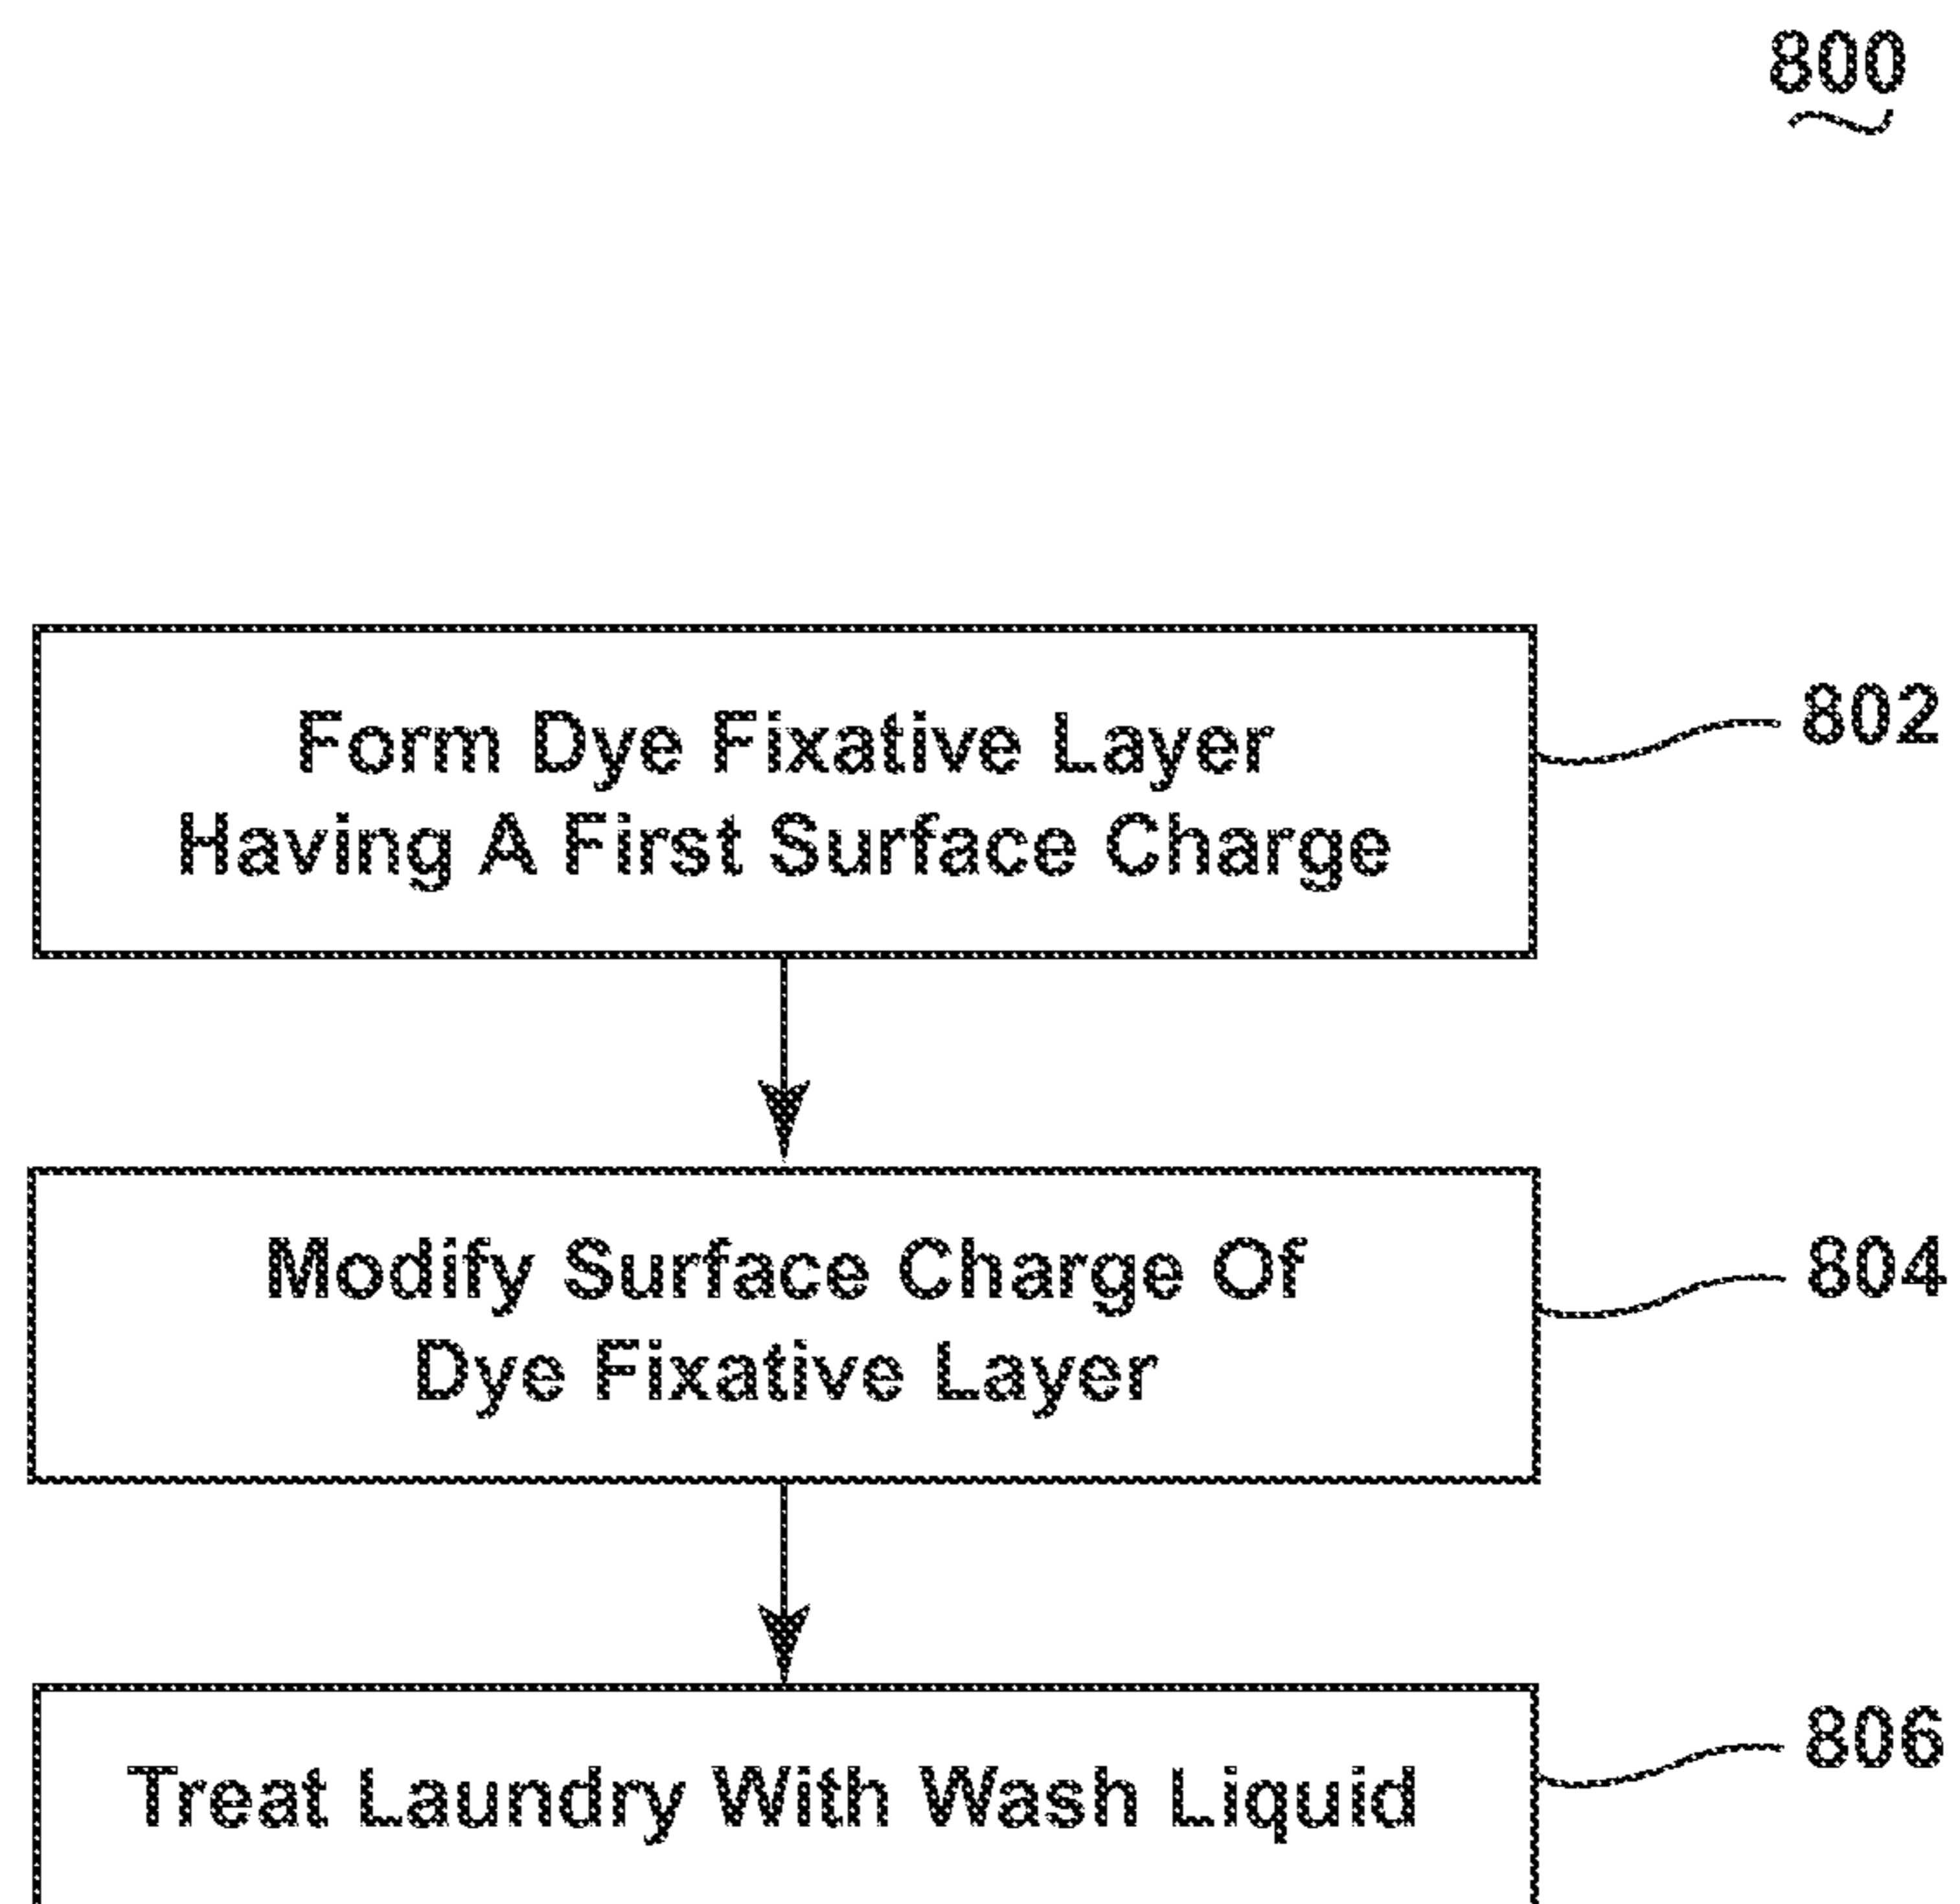 800
Form Dye Fixative Layer
Having A First Surface Charge
802
Modify Surface Charge Of
Dye Fixative Layer
804
Treat Laundry With Wash Liquid
806